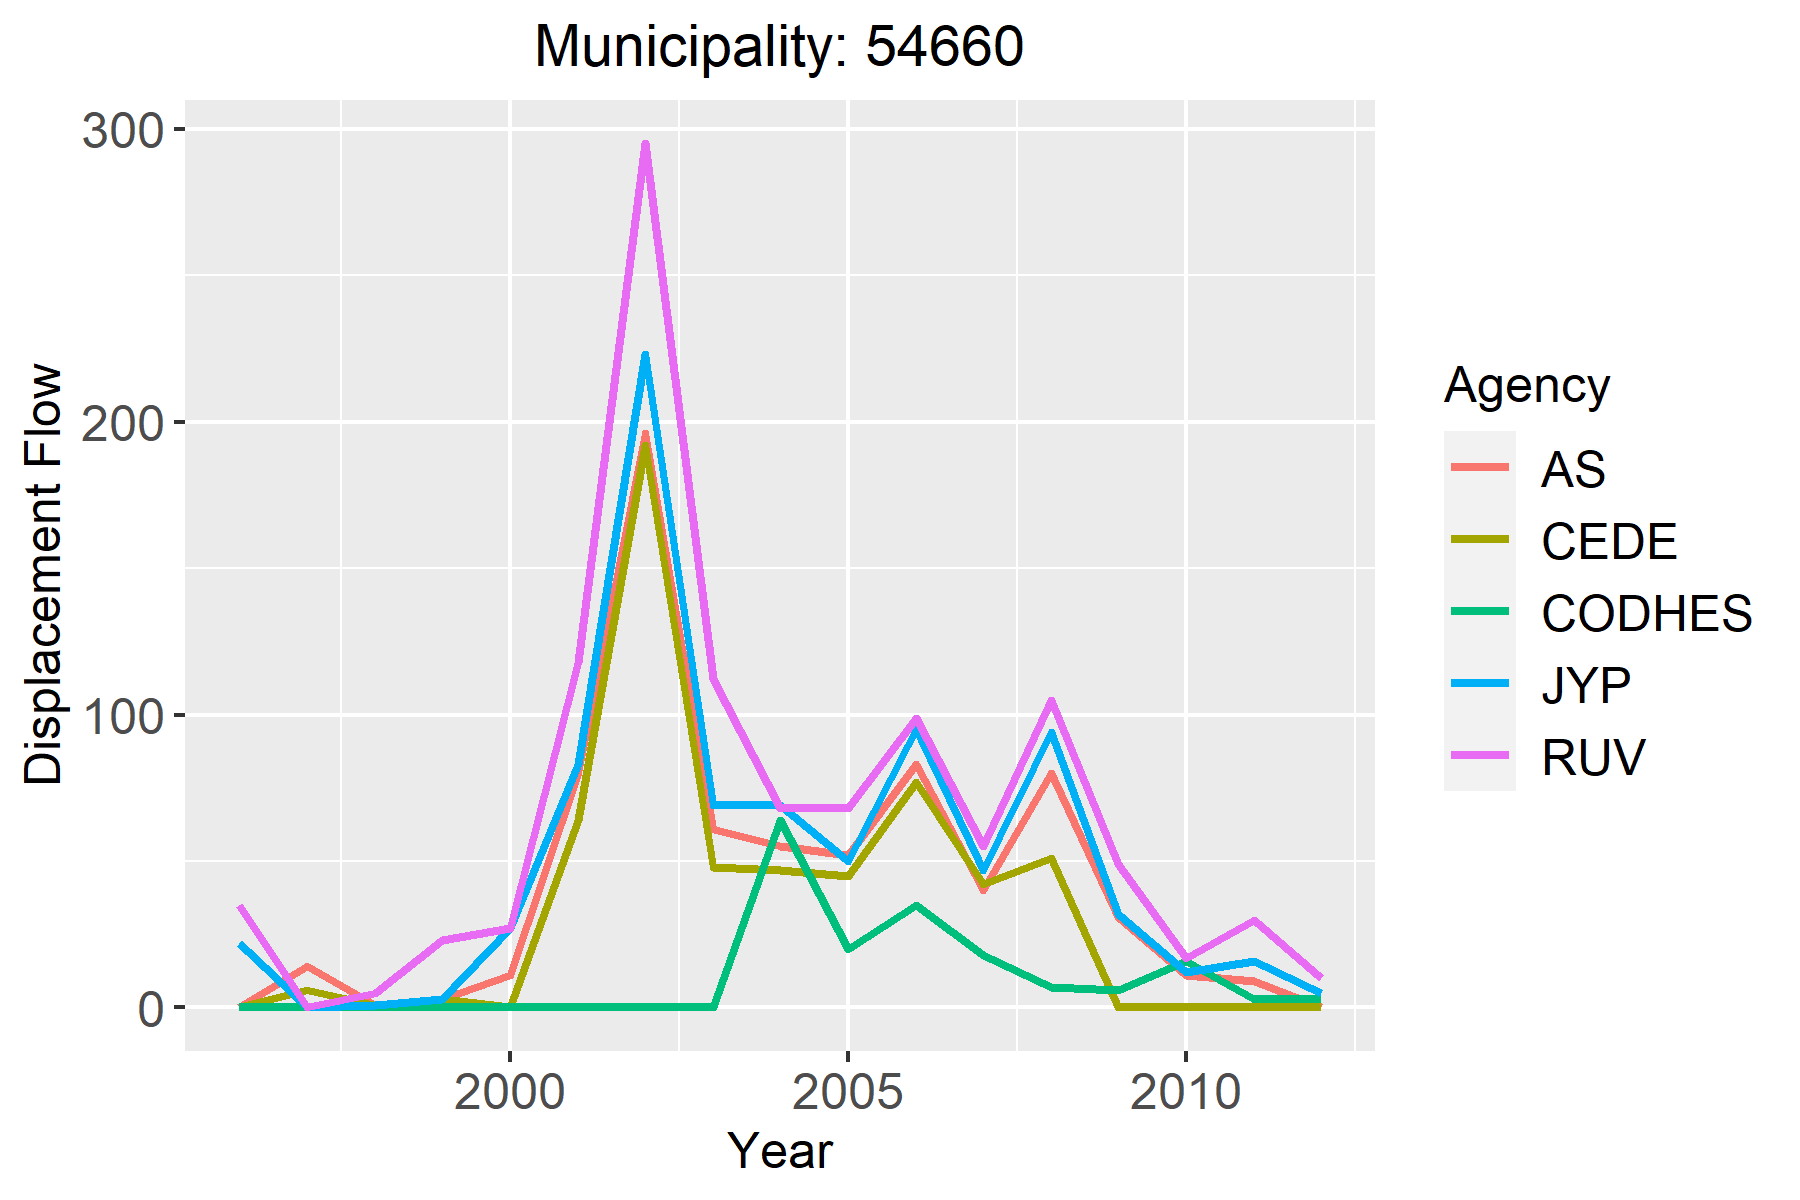 Municipality: 54660
300
200
100
0
Displacement Flow
2000 2005 2010
Year
Agency
AS
CEDE
CODHES
JYP
RUV